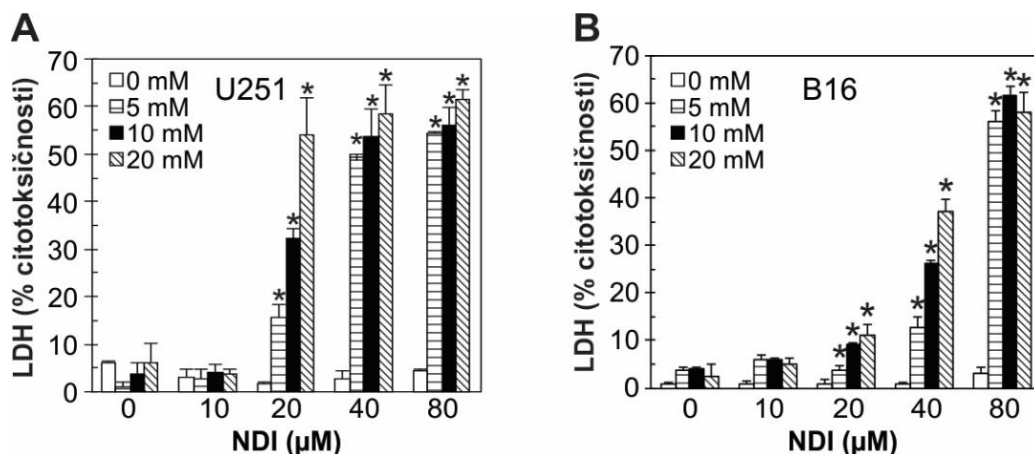 A
LDH (% citotoksičnosti)
70
60
50
40
30
20
10
0
0 mM
5 mM
10 mM
20 mM
U251
* * * * * * * * *
0 10 20 40 80
NDI (µM)
B
LDH (% citotoksičnosti)
70
60
50
40
30
20
10
0
0 mM
5 mM
10 mM
20 mM
B16
* * * * * * * * *
0 10 20 40 80
NDI (µM)